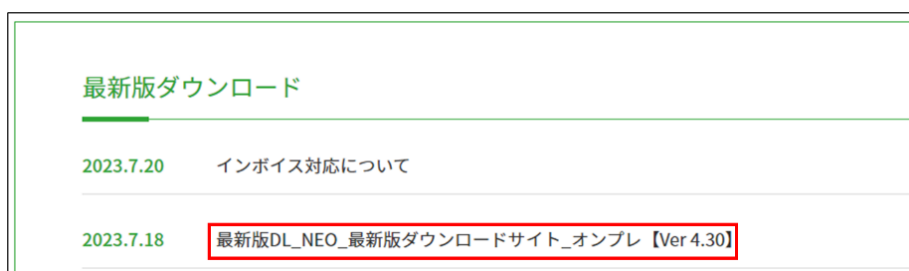 最新版ダウンロード
2023.7.20 インボイス対応について
2023.7.18 最新版DL_NEO_最新版ダウンロードサイト_オンプレ【Ver 4.30】